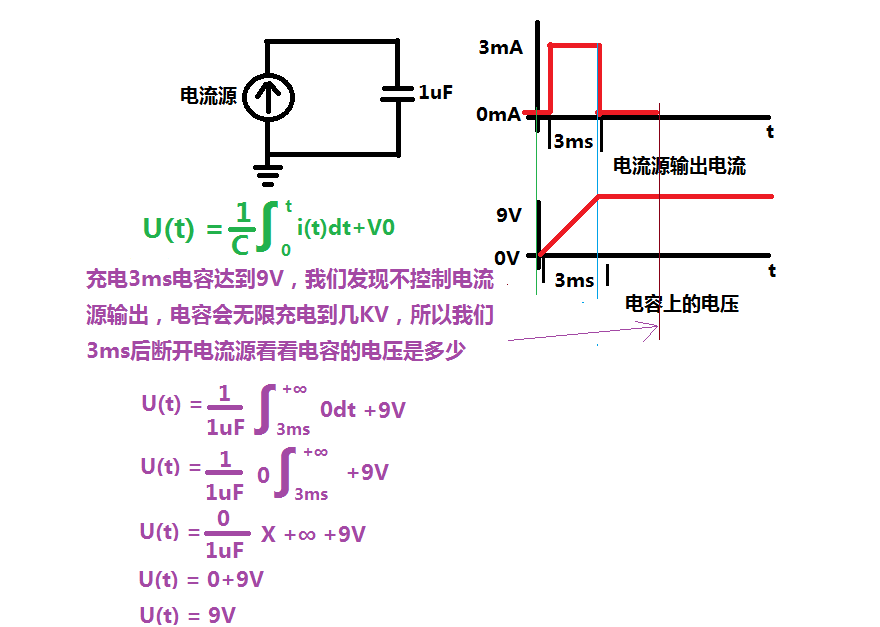 电流源
1uF
3mA
0mA
3ms
t
电流源输出电流
9V
0V
3ms
t
电容上的电压
U(t) = 1/C ∫ 0 t i(t)dt+V0
充电3ms电容达到9V，我们发现不控制电流
源输出，电容会无限充电到几KV，所以我们
3ms后断开电流源看看电容的电压是多少
U(t) = 1/1uF ∫ 3ms +∞ 0dt +9V
U(t) = 1/1uF 0 ∫ 3ms +∞ +9V
U(t) = 0/1uF X +∞ +9V
U(t) = 0+9V
U(t) = 9V